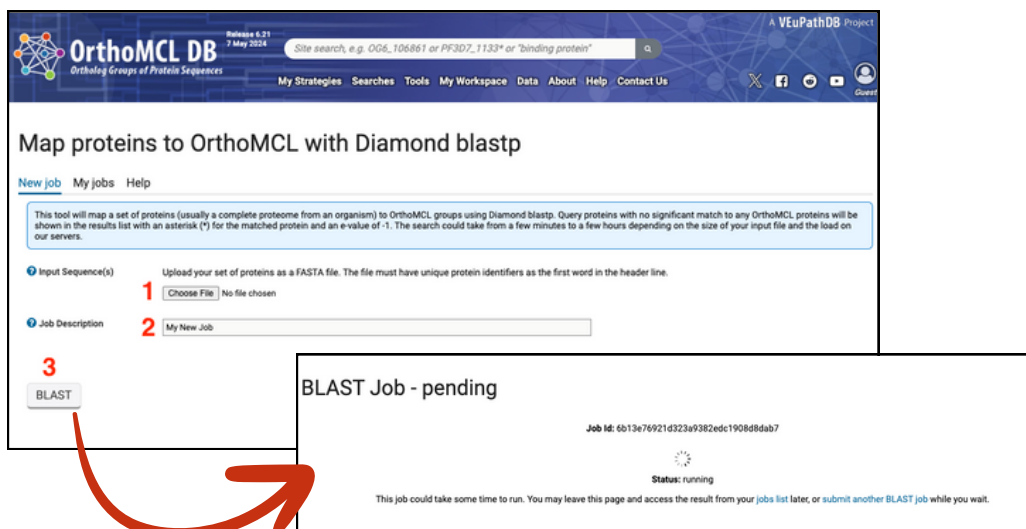 A VEuPathDB Project
Release 6.21
7 May 2024
OrthoMCL DB
Ortholog Groups of Protein Sequences
Site search, e.g. OG6_106861 or PF3D7_1133* or "binding protein"
My Strategies Searches Tools My Workspace Data About Help Contact Us
Guest
Map proteins to OrthoMCL with Diamond blastp
New job My jobs Help
This tool will map a set of proteins (usually a complete proteome from an organism) to OrthoMCL groups using Diamond blastp. Query proteins with no significant match to any OrthoMCL proteins will be
shown in the results list with an asterisk (*) for the matched protein and an e-value of -1. The search could take from a few minutes to a few hours depending on the size of your input file and the load on
our servers.
Input Sequence(s) Upload your set of proteins as a FASTA file. The file must have unique protein identifiers as the first word in the header line.
1 Choose File No file chosen
Job Description 2 My New Job
3
BLAST
BLAST Job - pending
Job Id: 6b13e76921d323a9382edc1908d8dab7
Status: running
This job could take some time to run. You may leave this page and access the result from your jobs list later, or submit another BLAST job while you wait.